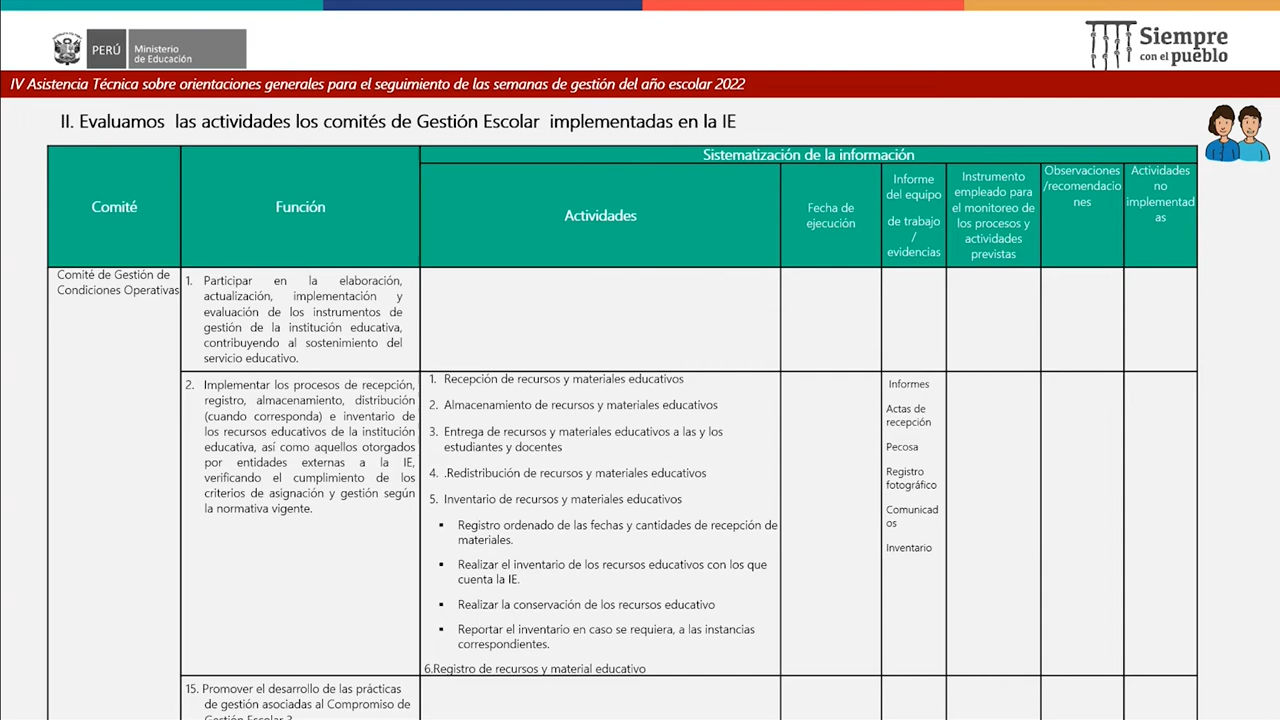 PERÚ
Ministerio
de Educación
Siempre
con el pueblo
IV Asistencia Técnica sobre orientaciones generales para el seguimiento de las semanas de gestión del año escolar 2022
II. Evaluamos las actividades los comités de Gestión Escolar implementadas en la IE
Comité
Función
Sistematización de la información
Actividades
Fecha de
ejecución
Informe
del equipo
de trabajo
/
evidencias
Instrumento
empleado para
el monitoreo de
los procesos y
actividades
previstas
Observaciones
/recomendacio
nes
Actividades
no
implementad
as
Comité de Gestión de
Condiciones Operativas
1. Participar en la elaboración,
actualización, implementación y
evaluación de los instrumentos de
gestión de la institución educativa,
contribuyendo al sostenimiento del
servicio educativo.
2. Implementar los procesos de recepción,
registro, almacenamiento, distribución
(cuando corresponda) e inventario de
los recursos educativos de la institución
educativa, así como aquellos otorgados
por entidades externas a la IE,
verificando el cumplimiento de los
criterios de asignación y gestión según
la normativa vigente.
1. Recepción de recursos y materiales educativos
2. Almacenamiento de recursos y materiales educativos
3. Entrega de recursos y materiales educativos a las y los
estudiantes y docentes
4. .Redistribución de recursos y materiales educativos
5. Inventario de recursos y materiales educativos
▪ Registro ordenado de las fechas y cantidades de recepción de
materiales.
▪ Realizar el inventario de los recursos educativos con los que
cuenta la IE.
▪ Realizar la conservación de los recursos educativo
▪ Reportar el inventario en caso se requiera, a las instancias
correspondientes.
6.Registro de recursos y material educativo
Informes
Actas de
recepción
Pecosa
Registro
fotográfico
Comunicad
os
Inventario
15. Promover el desarrollo de las prácticas
de gestión asociadas al Compromiso de
Gestión Escolar 3